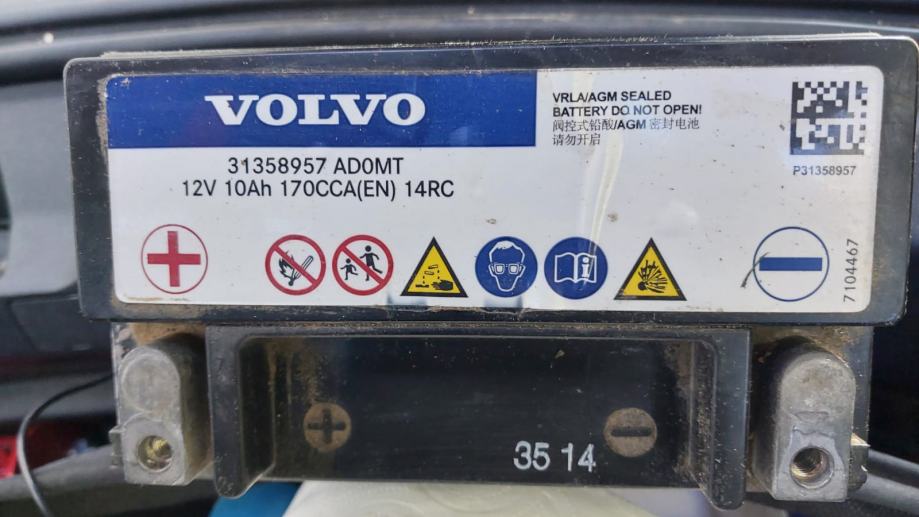 VOLVO
VRLA/AGM SEALED
BATTERY DO NOT OPEN!
阀控式铅酸/AGM 密封电池
请勿开启
P31358957
31358957 AD0MT
12V 10Ah 170CCA(EN) 14RC
7104467
35 14